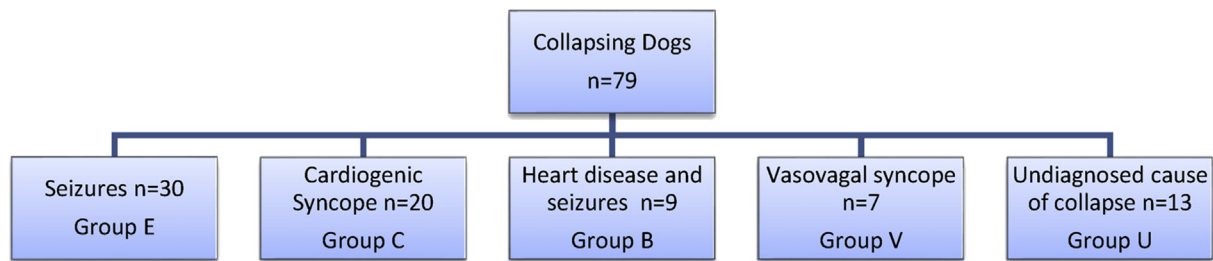 Collapsing Dogs
n=79
Seizures n=30
Group E
Cardiogenic
Syncope n=20
Group C
Heart disease and
seizures n=9
Group B
Vasovagal syncope
n=7
Group V
Undiagnosed cause
of collapse n=13
Group U